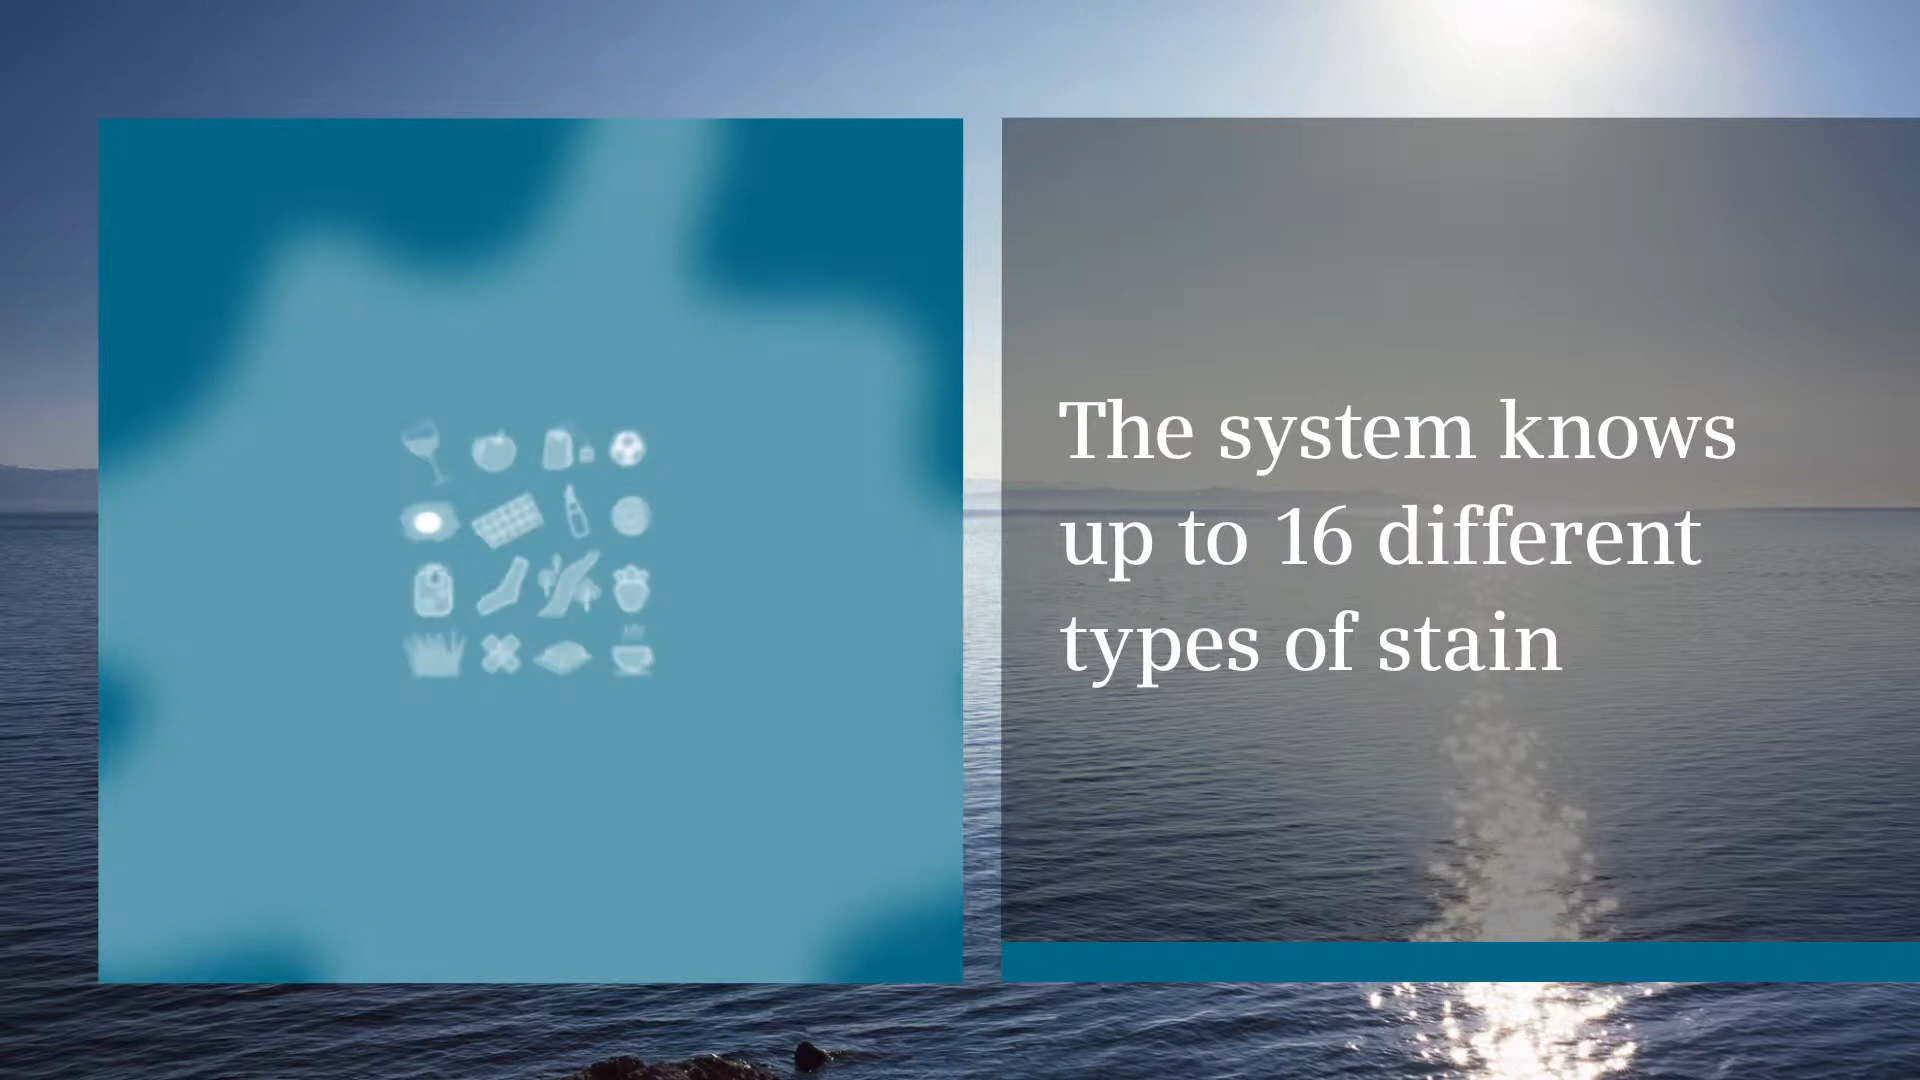 The system knows
up to 16 different
types of stain